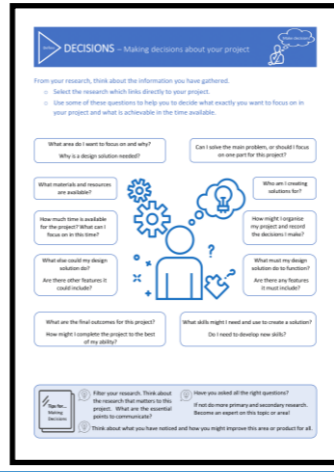 DECISIONS – Making decisions about your project
From your research, think about the information you have gathered.
Select the research which links directly to your project.
Use some of these questions to help you to decide what exactly you want to focus on in
your project and what is achievable in the time available.
What area do I want to focus on and why?
Why is a design solution needed?
Can I solve the main problem, or should I focus
on one part for this project?
What materials and resources
are available?
Who am I creating
solutions for?
How much time is available
for the project? What can I
focus on in this time?
How might I organise
my project and record
the decisions I make?
What else could my design
solution do?
Are there other features it
could include?
What must my design
solution do to function?
Are there any features
it must include?
What are the final outcomes for this project?
How might I complete the project to the best
of my ability?
What skills might I need and use to create a solution?
Do I need to develop new skills?
Tips for...
Making
Decisions
Filter your research. Think about
the research that matters to this
project. What are the essential
points to communicate?
Have you asked all the right questions?
If not do more primary and secondary research.
Become an expert on this topic or area!
Think about what you have noticed and how you might improve this area or product for all.